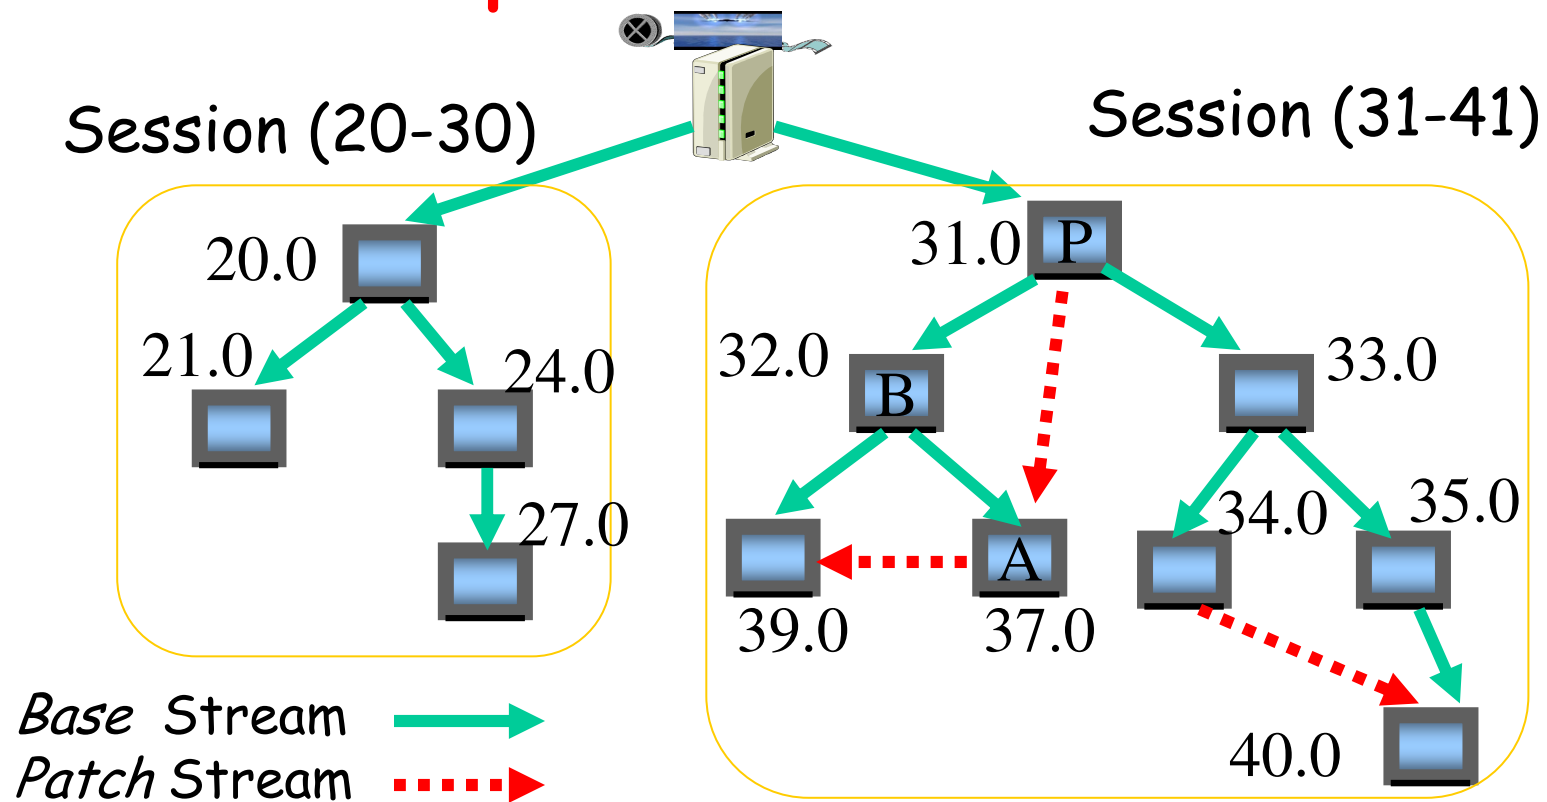 Session (20-30)
Session (31-41)
20.0
31.0
P
21.0
24.0
32.0
B
33.0
27.0
34.0
35.0
A
39.0
37.0
40.0
Base Stream
Patch Stream